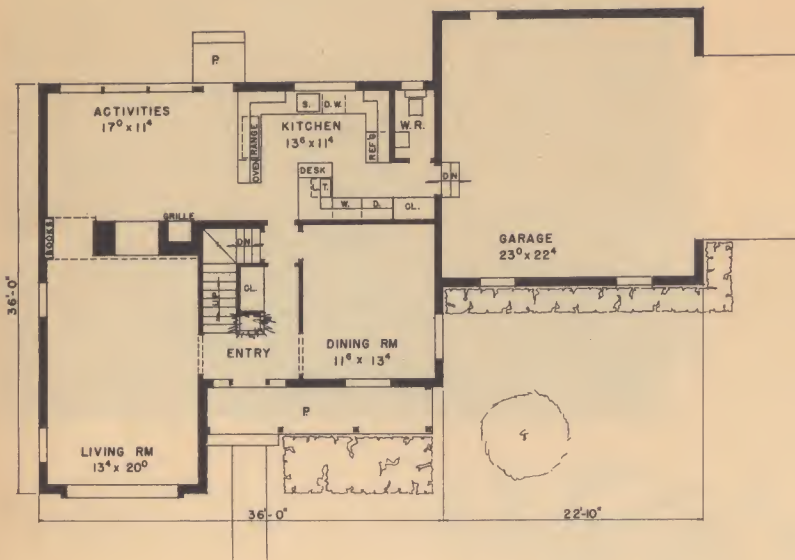 P.
ACTIVITIES
17⁰ x 11⁴
S. D.W.
KITCHEN
13⁶ x 11⁴
W.R.
OVEN RANGE
REF'G
DESK
T.
W. D. CL.
DN
GRILLE
BOOKS
DN
CL.
UP
GARAGE
23⁰ x 22⁴
36'-0"
ENTRY
DINING RM
11⁶ x 13⁴
P.
LIVING RM
13⁴ x 20⁰
36'-0"
22'-10"